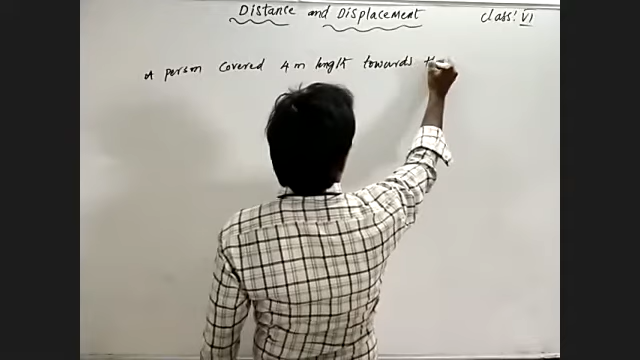 Distance and Displacement
Class: VI
A person covered 4 m length towards